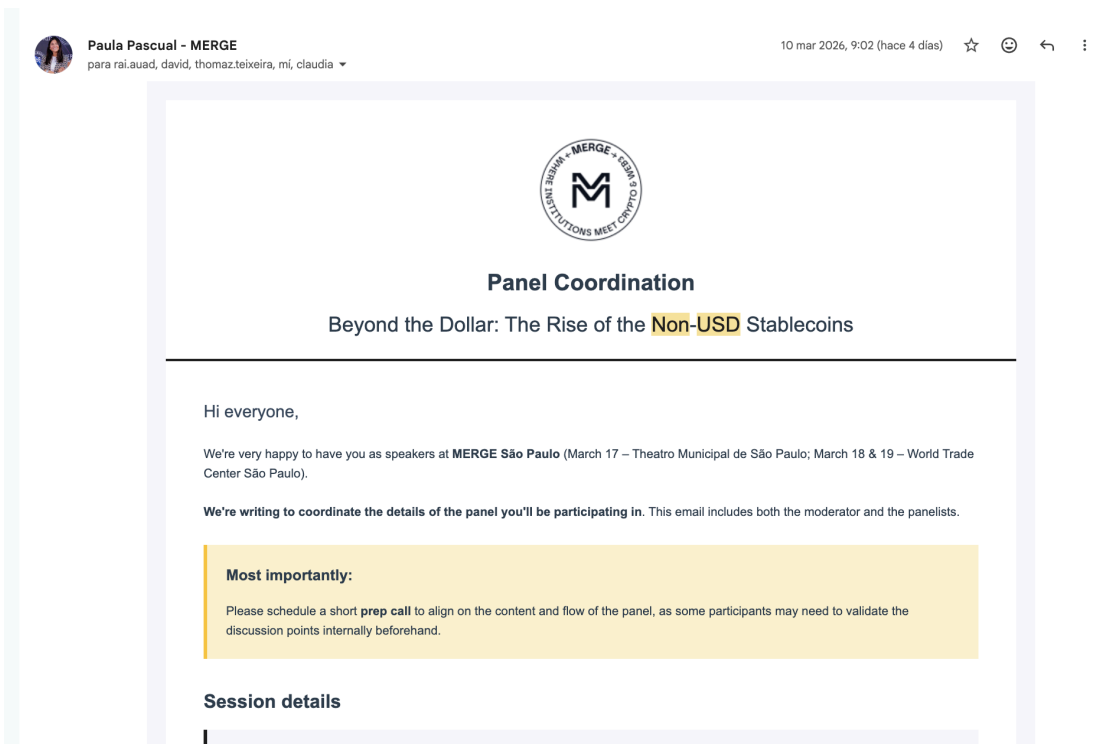 Paula Pascual - MERGE
10 mar 2026, 9:02 (hace 4 días)
para rai.auad, david, thomaz.teixeira, mí, claudia
MERGE
WHERE INSTITUTIONS MEET CRYPTO & WEB3
M
Panel Coordination
Beyond the Dollar: The Rise of the Non-USD Stablecoins
Hi everyone,
We're very happy to have you as speakers at MERGE São Paulo (March 17 – Theatro Municipal de São Paulo; March 18 & 19 – World Trade
Center São Paulo).
We're writing to coordinate the details of the panel you'll be participating in. This email includes both the moderator and the panelists.
Most importantly:
Please schedule a short prep call to align on the content and flow of the panel, as some participants may need to validate the
discussion points internally beforehand.
Session details